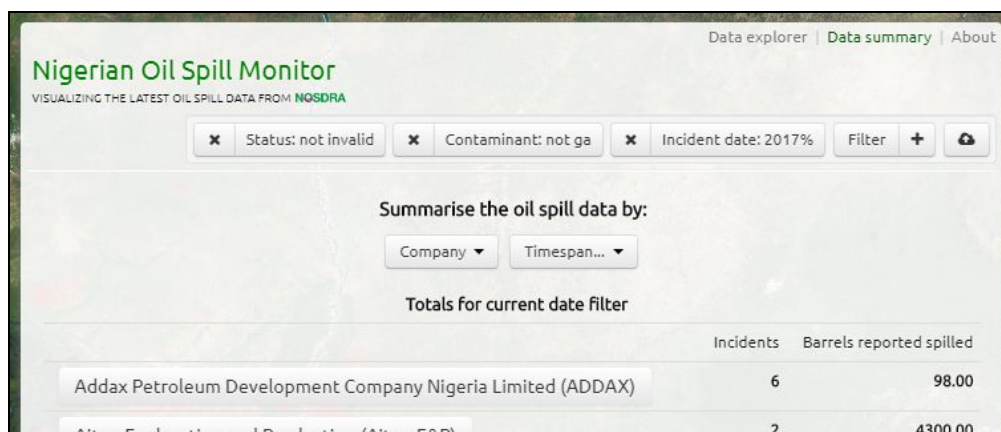 Data explorer | Data summary | About
Nigerian Oil Spill Monitor
VISUALIZING THE LATEST OIL SPILL DATA FROM NOSDRA
✖ Status: not invalid ✖ Contaminant: not ga ✖ Incident date: 2017% Filter +
Summarise the oil spill data by:
Company ▼ Timespan... ▼
Totals for current date filter
Incidents Barrels reported spilled
Addax Petroleum Development Company Nigeria Limited (ADDAX) 6 98.00
2 4300.00